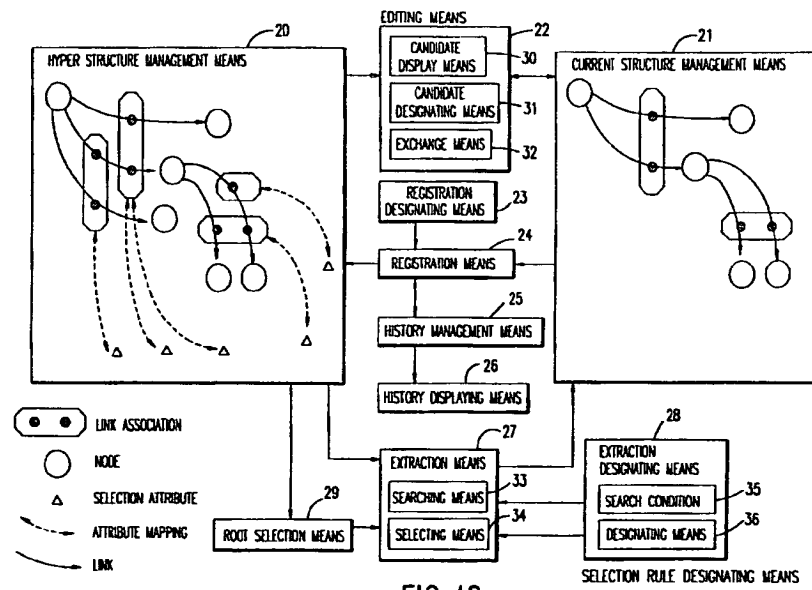 EDITING MEANS
20
22
21
HYPER STRUCTURE MANAGEMENT MEANS
CANDIDATE
DISPLAY MEANS
30
CANDIDATE
DESIGNATING MEANS
31
EXCHANGE MEANS
32
CURRENT STRUCTURE MANAGEMENT MEANS
REGISTRATION
DESIGNATING MEANS
23
24
REGISTRATION MEANS
25
HISTORY MANAGEMENT MEANS
26
HISTORY DISPLAYING MEANS
LINK ASSOCIATION
NODE
SELECTION ATTRIBUTE
ATTRIBUTE MAPPING
LINK
29
ROOT SELECTION MEANS
27
EXTRACTION MEANS
33
SEARCHING MEANS
34
SELECTING MEANS
28
EXTRACTION
DESIGNATING MEANS
SEARCH CONDITION
35
DESIGNATING MEANS
36
SELECTION RULE DESIGNATING MEANS